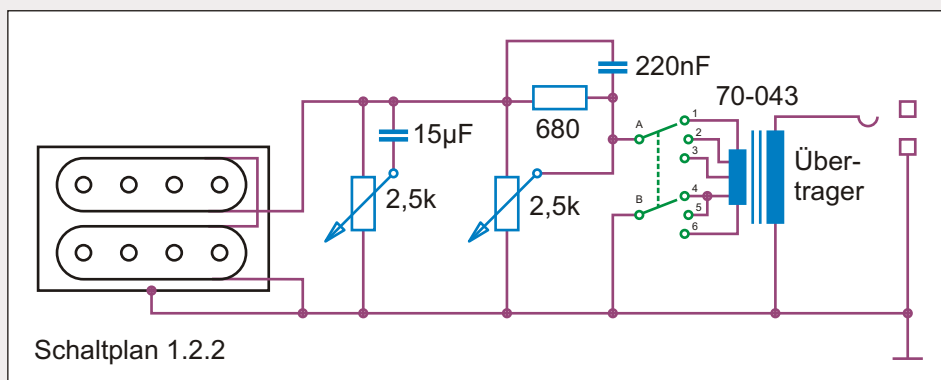 220nF
70-043
15µF
680
A
1
2
3
Über-
trager
2,5k
2,5k
B
4
5
6
Schaltplan 1.2.2